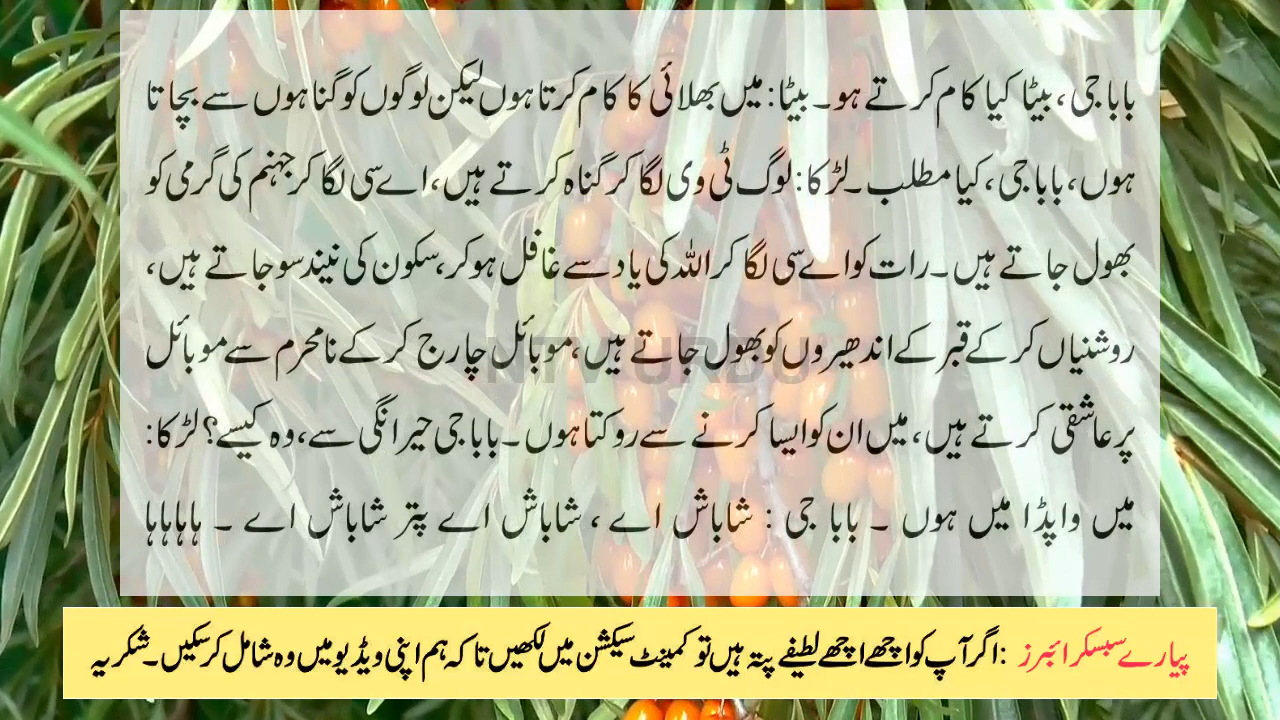 بابا جی، بیٹا کیا کام کرتے ہو۔ بیٹا: میں بھلائی کا کام کرتا ہوں لیکن لوگوں کو گناہوں سے بچاتا
ہوں، بابا جی، کیا مطلب۔ لڑکا: لوگ ٹی وی لگا کر گناہ کرتے ہیں، اے سی لگا کر جہنم کی گرمی کو
بھول جاتے ہیں۔ رات کو اے سی لگا کر اللہ کی یاد سے غافل ہو کر، سکون کی نیند سو جاتے ہیں،
روشنیاں کر کے قبر کے اندھیروں کو بھول جاتے ہیں، موبائل چارج کر کے نامحرم سے موبائل
NTV URDU
پر عاشقی کرتے ہیں، میں ان کو ایسا کرنے سے روکتا ہوں۔ بابا جی حیرانگی سے، وہ کیسے؟ لڑکا:
میں واپڈا میں ہوں ۔ بابا جی : شاباش اے ، شاباش اے پتر شاباش اے ۔ ہاہاہاہا
پیارے سبسکرائبرز : اگر آپ کو اچھے اچھے لطیفے پتہ ہیں تو کمینٹ سیکشن میں لکھیں تا کہ ہم اپنی ویڈیو میں وہ شامل کر سکیں۔ شکریہ